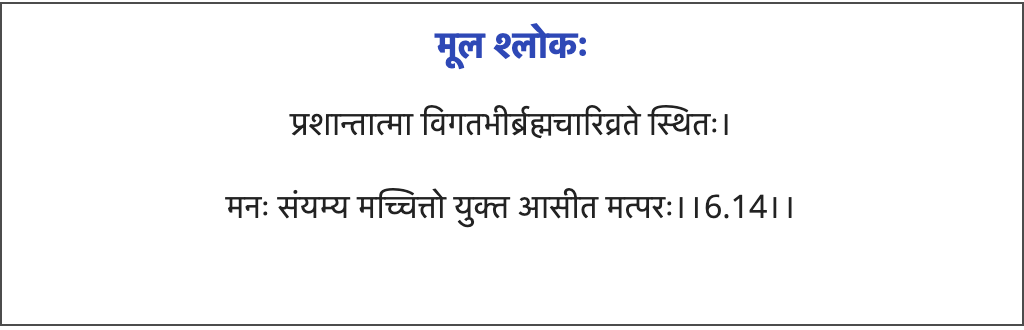 मूल श्लोकः
प्रशान्तात्मा विगतभीर्ब्रह्मचारिव्रते स्थितः।
मनः संयम्य मच्चित्तो युक्त आसीत मत्परः।।6.14।।